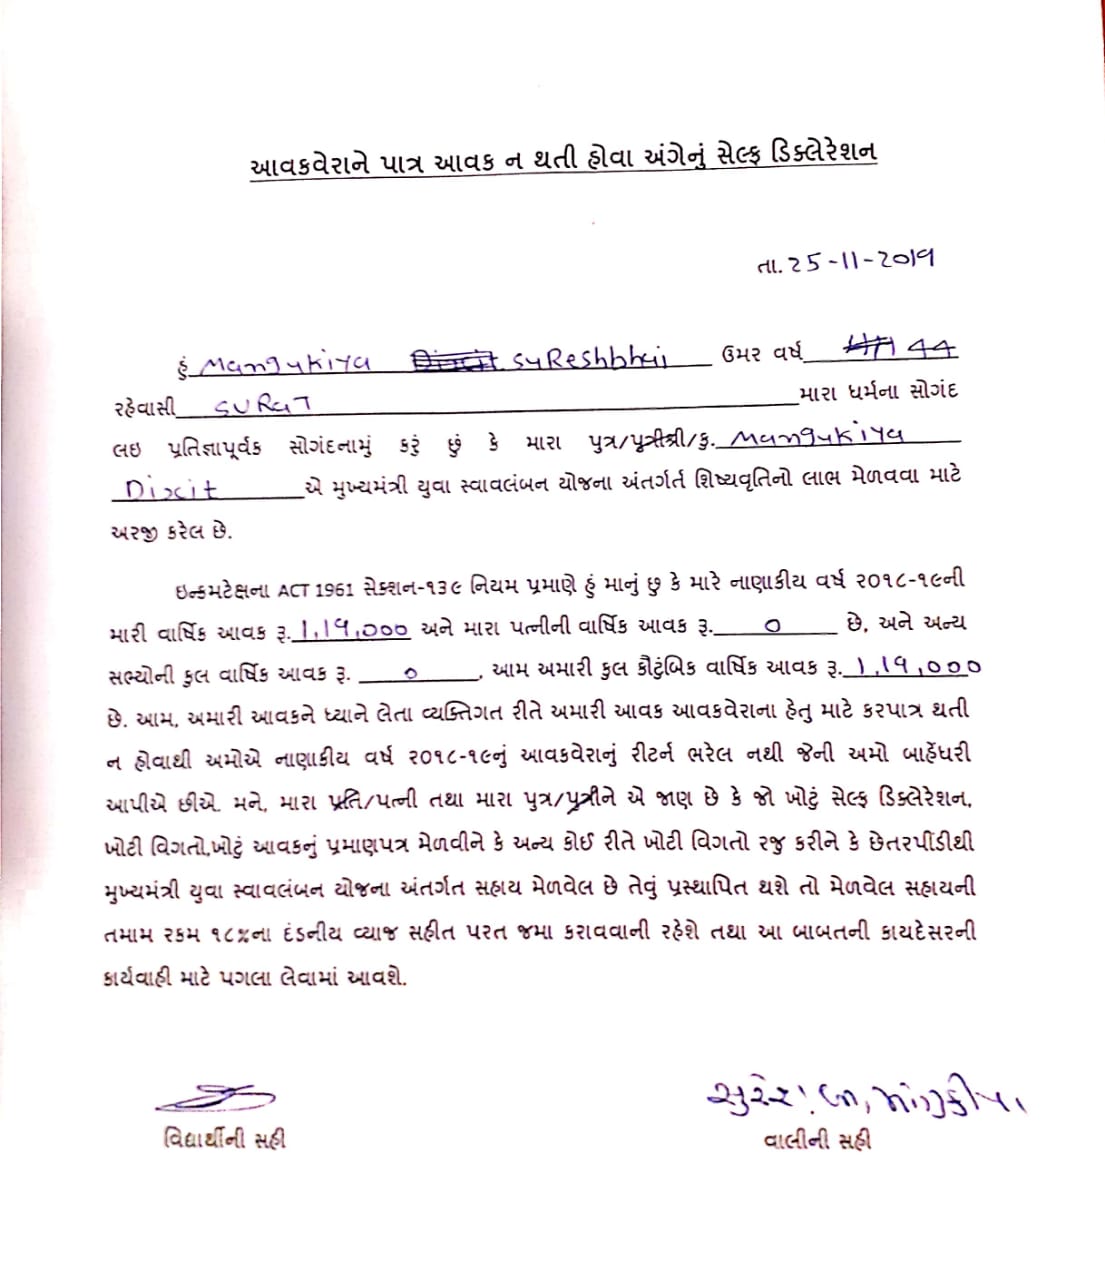 આવકવેરાને પાત્ર આવક ન થતી હોવા અંગેનું સેલ્ફ ડિક્લેરેશન
તા. 25-11-2019
હું Mangukiya Dixit sureshbhai ઉમર વર્ષ 44
રહેવાસી SURAT મારા ધર્મના સોગંદ
લઇ પ્રતિજ્ઞાપૂર્વક સોગંદનામું કરું છું કે મારા પુત્ર/પુત્રીશ્રી/કુ. Mangukiya
Dixit એ મુખ્યમંત્રી યુવા સ્વાવલંબન યોજના અંતર્ગર્ત શિષ્યવૃતિનો લાભ મેળવવા માટે
અરજી કરેલ છે.
ઇન્કમટેક્ષના ACT 1961 સેક્શન-૧૩૯ નિયમ પ્રમાણે હું માનું છુ કે મારે નાણાકીય વર્ષ ૨૦૧૮-૧૯ની
મારી વાર્ષિક આવક રૂ. 1,19,000 અને મારા પત્નીની વાર્ષિક આવક રૂ. 0 છે, અને અન્ય
સભ્યોની કુલ વાર્ષિક આવક રૂ. 0 , આમ અમારી કુલ કૌટુંબિક વાર્ષિક આવક રૂ. 1,19,000
છે. આમ, અમારી આવકને ધ્યાને લેતા વ્યક્તિગત રીતે અમારી આવક આવકવેરાના હેતુ માટે કરપાત્ર થતી
ન હોવાથી અમોએ નાણાકીય વર્ષ ૨૦૧૮-૧૯નું આવકવેરાનું રીટર્ન ભરેલ નથી જેની અમો બાહેંધરી
આપીએ છીએ. મને, મારા પ્રતિ/પત્ની તથા મારા પુત્ર/પુત્રીને એ જાણ છે કે જો ખોટું સેલ્ફ ડિક્લેરેશન,
ખોટી વિગતો,ખોટું આવકનું પ્રમાણપત્ર મેળવીને કે અન્ય કોઈ રીતે ખોટી વિગતો રજુ કરીને કે છેતરપીંડીથી
મુખ્યમંત્રી યુવા સ્વાવલંબન યોજના અંતર્ગત સહાય મેળવેલ છે તેવું પ્રસ્થાપિત થશે તો મેળવેલ સહાયની
તમામ રકમ ૧૮%ના દંડનીય વ્યાજ સહીત પરત જમા કરાવવાની રહેશે તથા આ બાબતની કાયદેસરની
કાર્યવાહી માટે પગલા લેવામાં આવશે.
વિદ્યાર્થીની સહી
વાલીની સહી